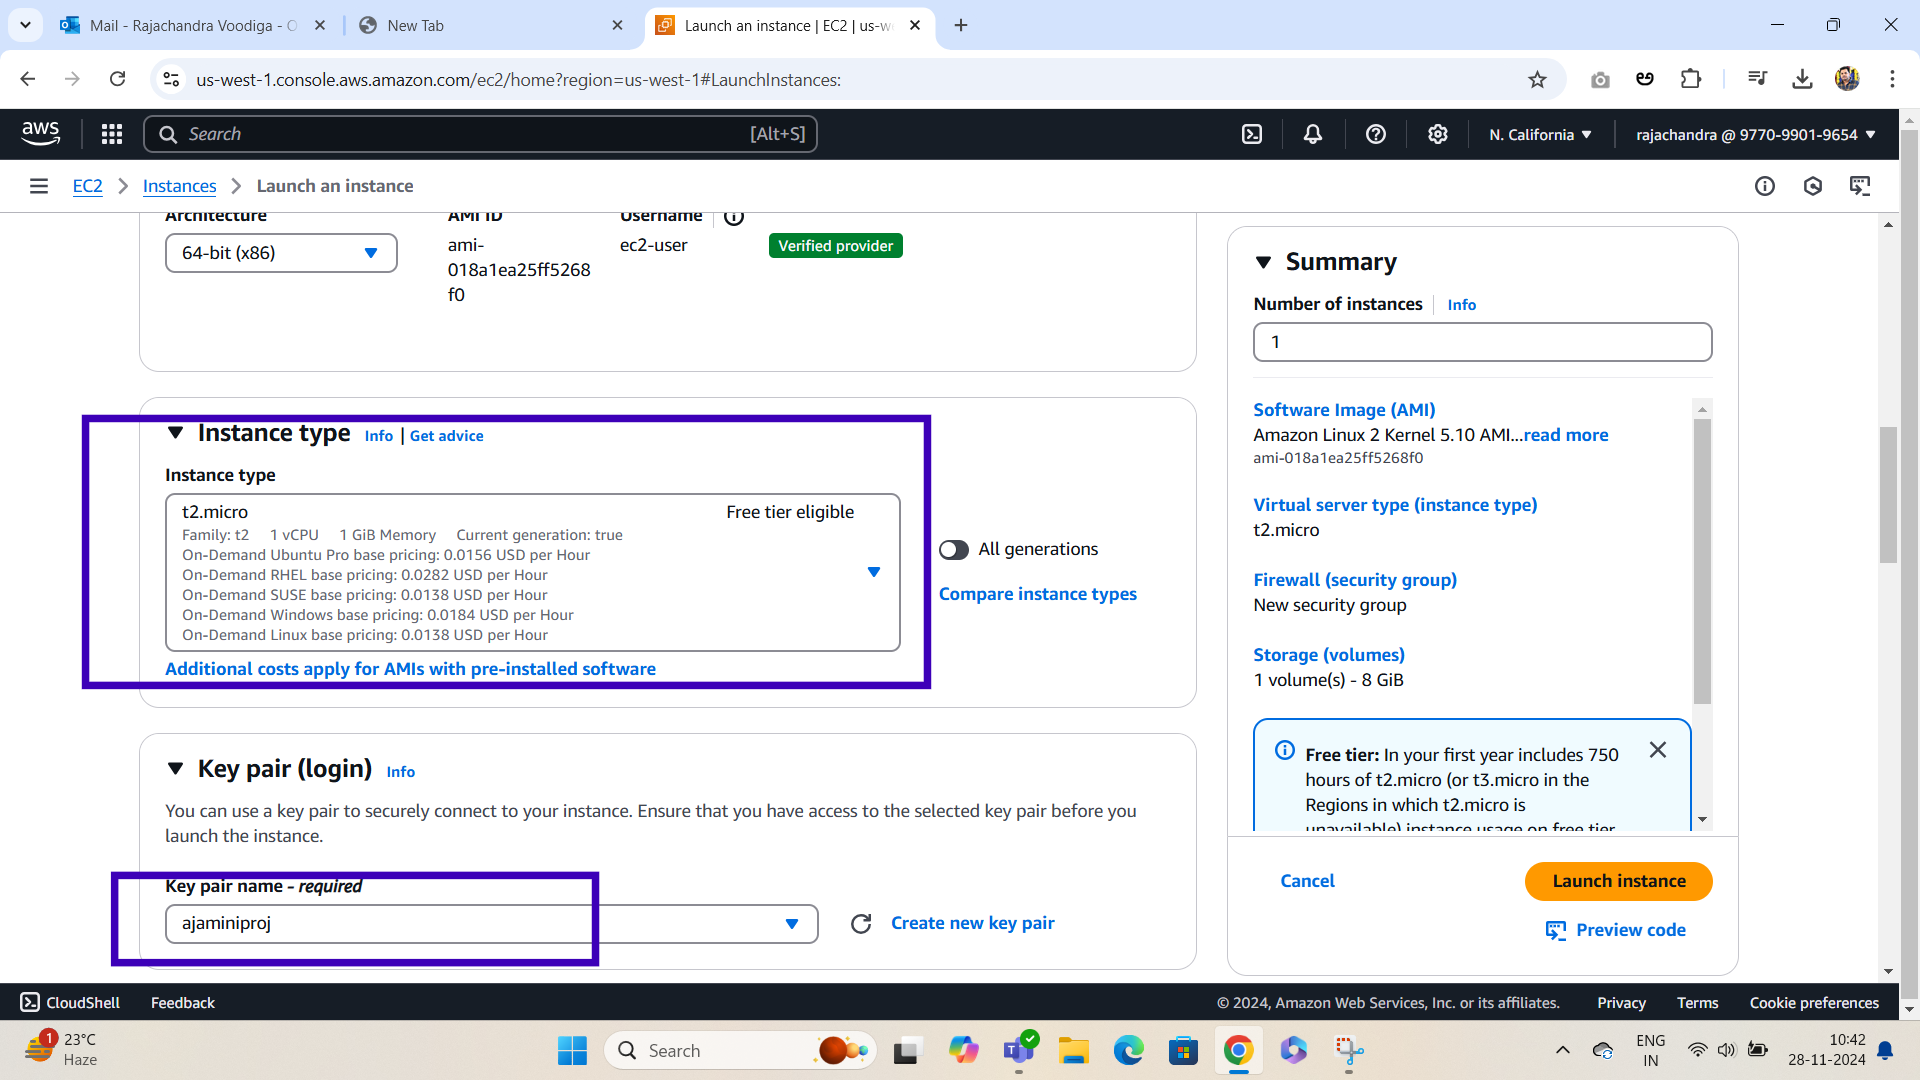 Mail - Rajachandra Voodiga - O
New Tab
Launch an instance | EC2 | us-we
us-west-1.console.aws.amazon.com/ec2/home?region=us-west-1#LaunchInstances:
aws
Search
[Alt+S]
N. California
rajachandra @ 9770-9901-9654
EC2
Instances
Launch an instance
Architecture
64-bit (x86)
AMI ID
ami-
018a1ea25ff5268
f0
Username
ec2-user
Verified provider
Instance type
Info
Get advice
Instance type
t2.micro
Free tier eligible
Family: t2 1 vCPU 1 GiB Memory Current generation: true
On-Demand Ubuntu Pro base pricing: 0.0156 USD per Hour
On-Demand RHEL base pricing: 0.0282 USD per Hour
On-Demand SUSE base pricing: 0.0138 USD per Hour
On-Demand Windows base pricing: 0.0184 USD per Hour
On-Demand Linux base pricing: 0.0138 USD per Hour
Additional costs apply for AMIs with pre-installed software
All generations
Compare instance types
Key pair (login)
Info
You can use a key pair to securely connect to your instance. Ensure that you have access to the selected key pair before you
launch the instance.
Key pair name - required
ajaminiproj
Create new key pair
Summary
Number of instances
Info
1
Software Image (AMI)
Amazon Linux 2 Kernel 5.10 AMI...read more
ami-018a1ea25ff5268f0
Virtual server type (instance type)
t2.micro
Firewall (security group)
New security group
Storage (volumes)
1 volume(s) - 8 GiB
Free tier: In your first year includes 750
hours of t2.micro (or t3.micro in the
Regions in which t2.micro is
unavailable) instance usage on free tier
Cancel
Launch instance
Preview code
CloudShell
Feedback
© 2024, Amazon Web Services, Inc. or its affiliates.
Privacy
Terms
Cookie preferences
1
23°C
Haze
Search
ENG
IN
10:42
28-11-2024